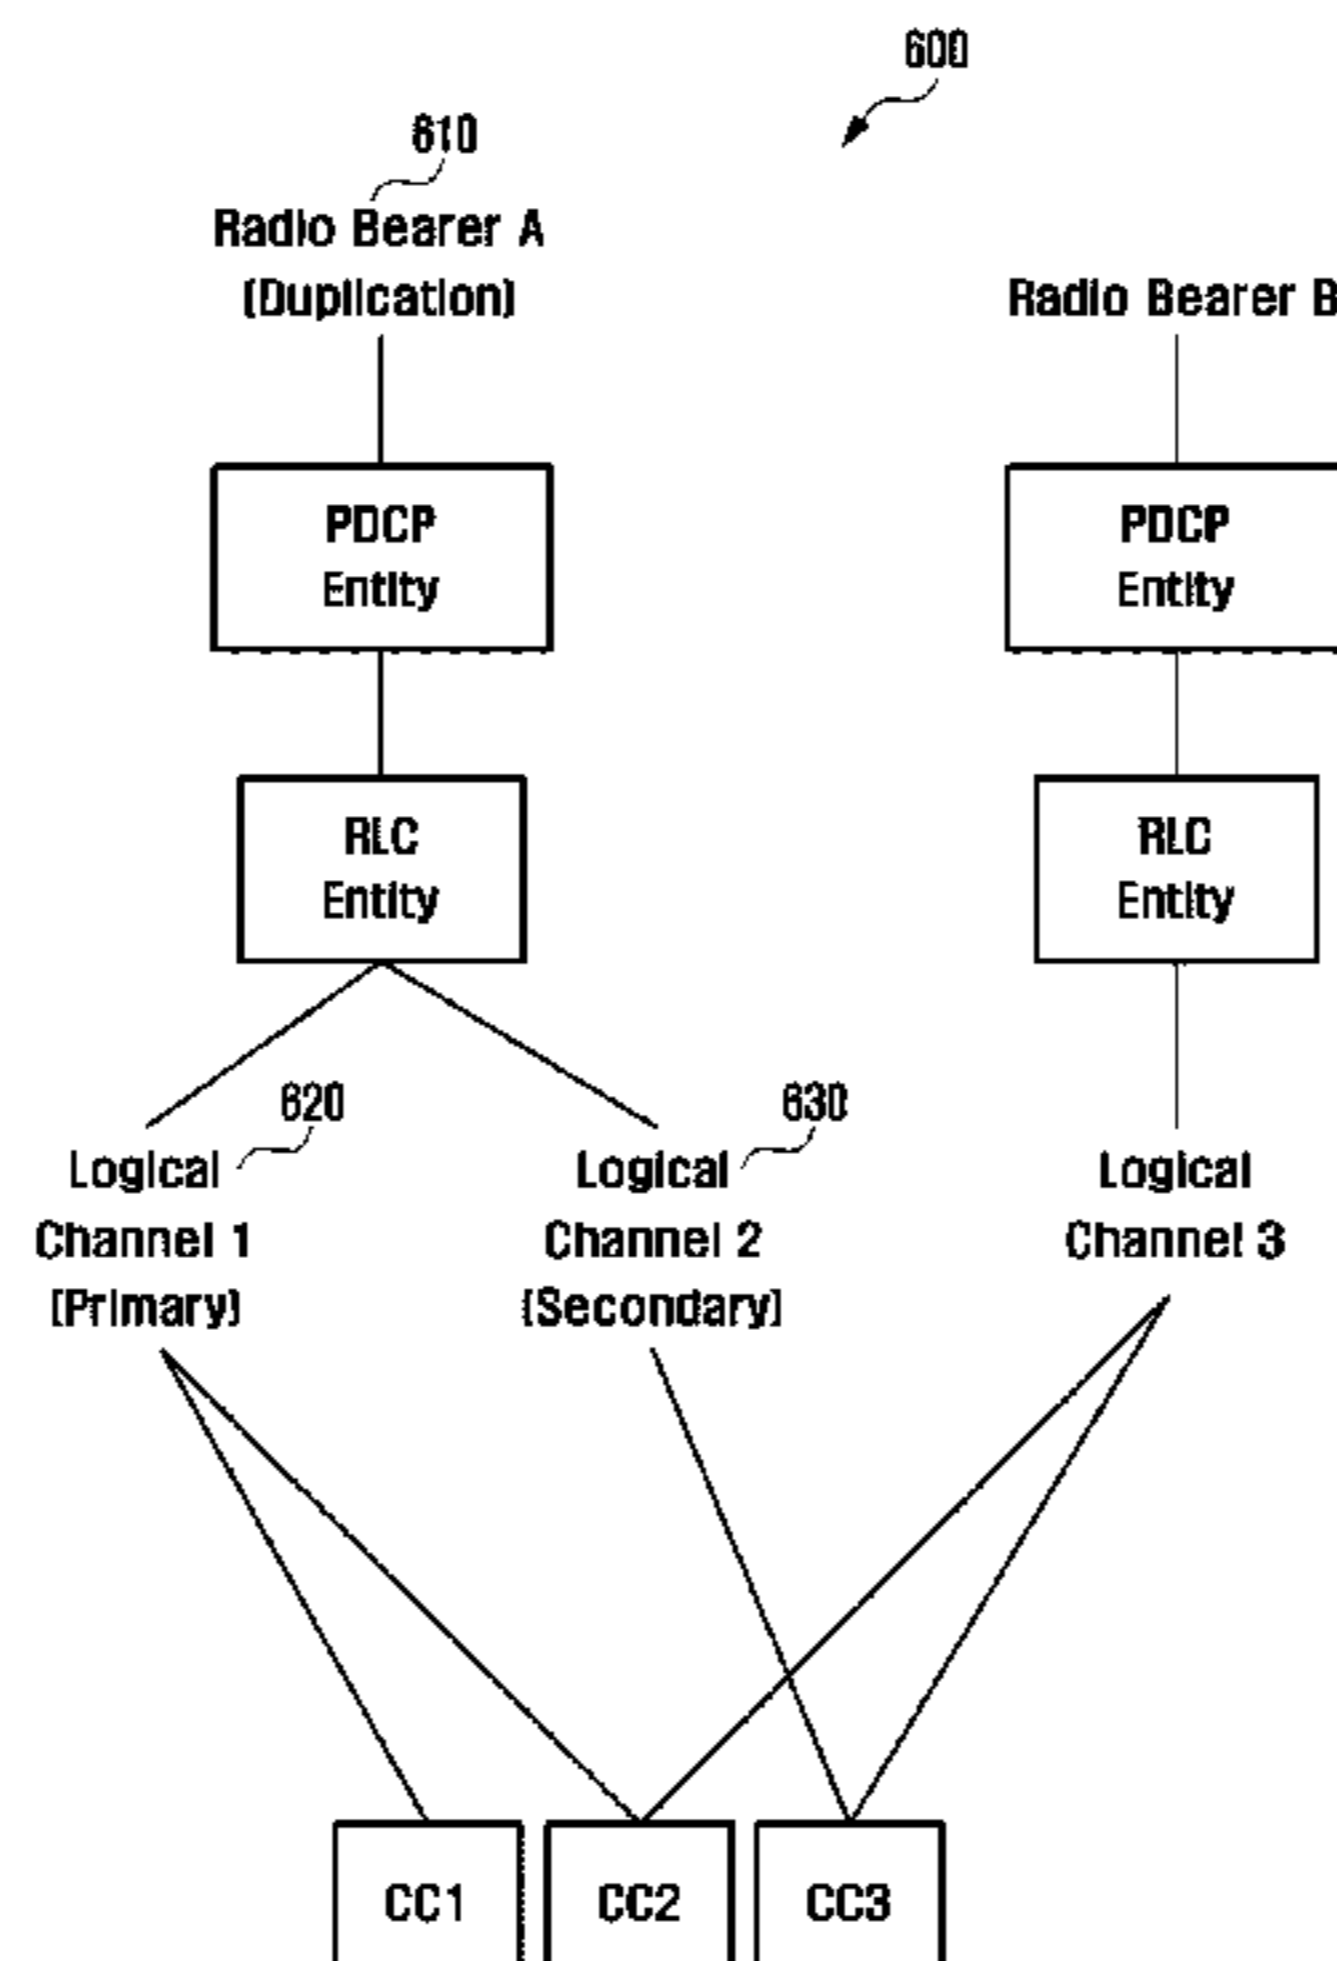 600
610
Radio Bearer A
(Duplication)
Radio Bearer B
PDCP
Entity
PDCP
Entity
RLC
Entity
RLC
Entity
620
630
Logical
Channel 1
(Primary)
Logical
Channel 2
(Secondary)
Logical
Channel 3
CC1
CC2
CC3